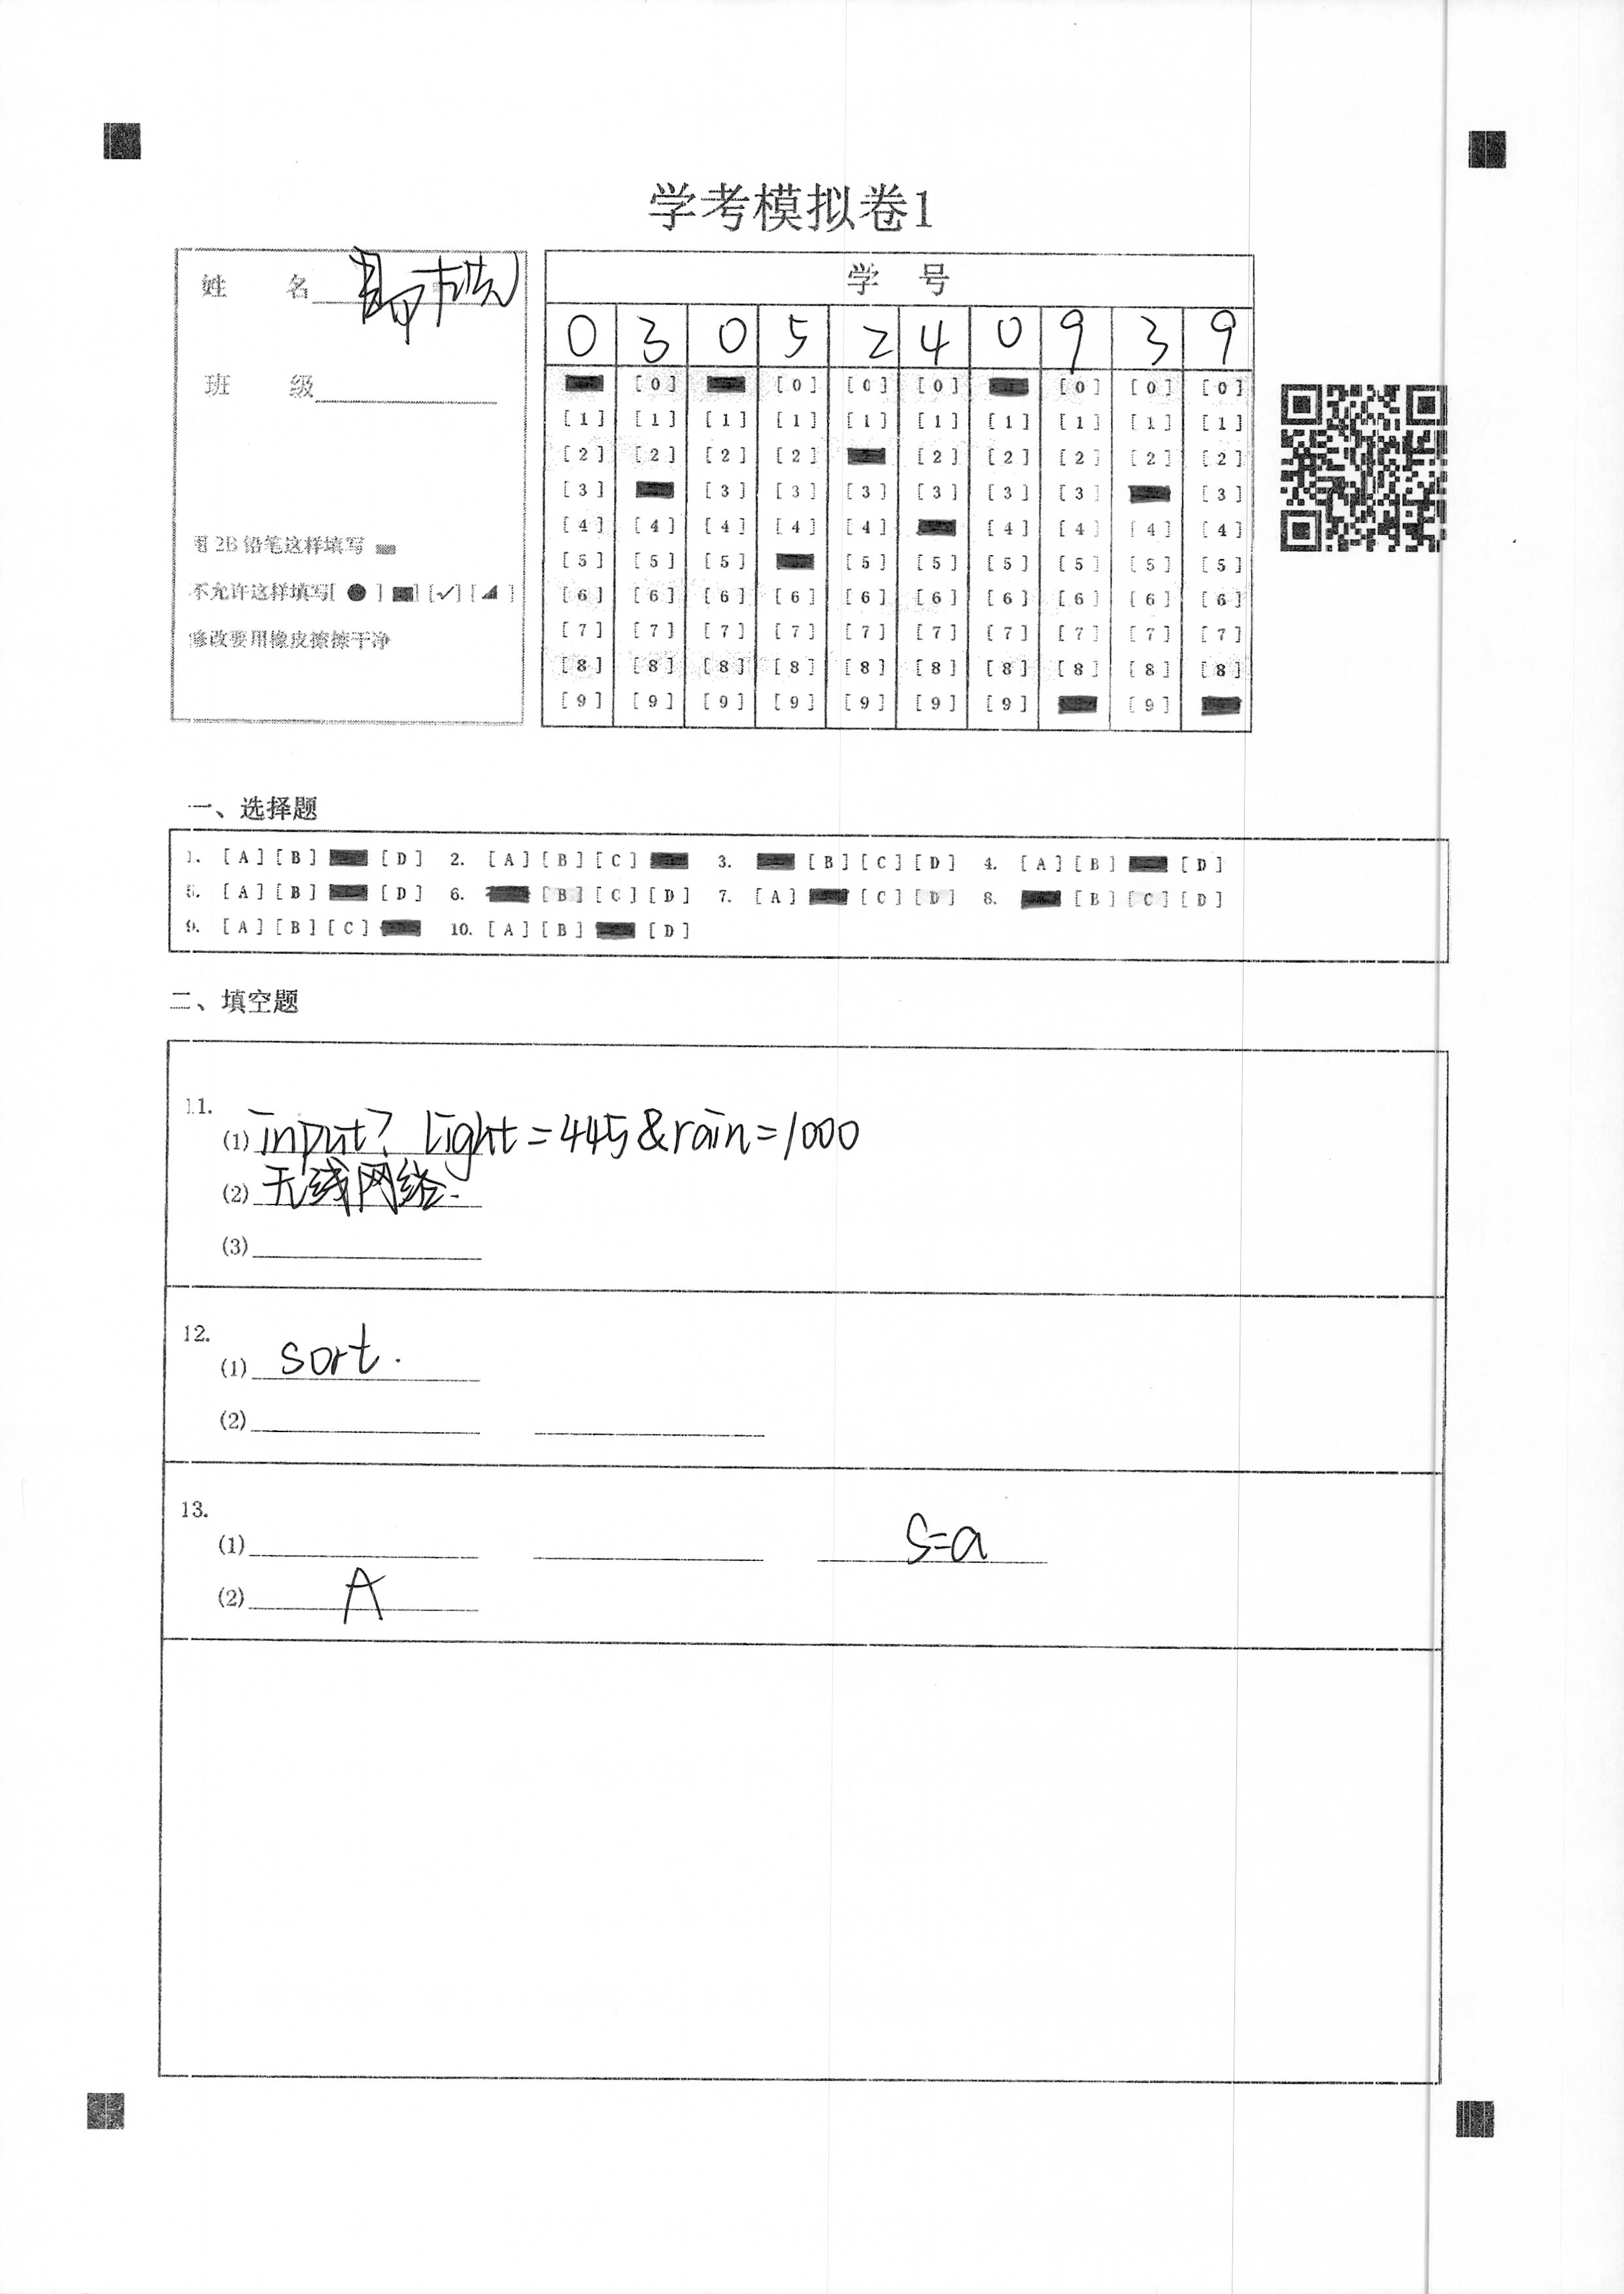 学考模拟卷1
姓 名
班 级
用 2B 铅笔这样填写
不允许这样填写[ ● ] [■] [✓] [◢ ]
修改要用橡皮擦擦干净
学 号
0 3 0 5 2 4 0 9 3 9
[0] [0] [0] [0] [0] [0] [0]
[1] [1] [1] [1] [1] [1] [1] [1] [1] [1]
[2] [2] [2] [2] [2] [2] [2] [2] [2]
[3] [3] [3] [3] [3] [3] [3] [3]
[4] [4] [4] [4] [4] [4] [4] [4] [4]
[5] [5] [5] [5] [5] [5] [5] [5] [5]
[6] [6] [6] [6] [6] [6] [6] [6] [6] [6]
[7] [7] [7] [7] [7] [7] [7] [7] [7] [7]
[8] [8] [8] [8] [8] [8] [8] [8] [8] [8]
[9] [9] [9] [9] [9] [9] [9] [9]
一、选择题
1. [A] [B] [D] 2. [A] [B] [C] 3. [B] [C] [D] 4. [A] [B] [D]
5. [A] [B] [D] 6. [B] [C] [D] 7. [A] [C] [D] 8. [B] [C] [D]
9. [A] [B] [C] 10. [A] [B] [D]
二、填空题
11.
(1) input? light=445&rain=1000
(2) 无线网络.
(3)
12.
(1) sort.
(2)
13.
(1) S=a
(2) A